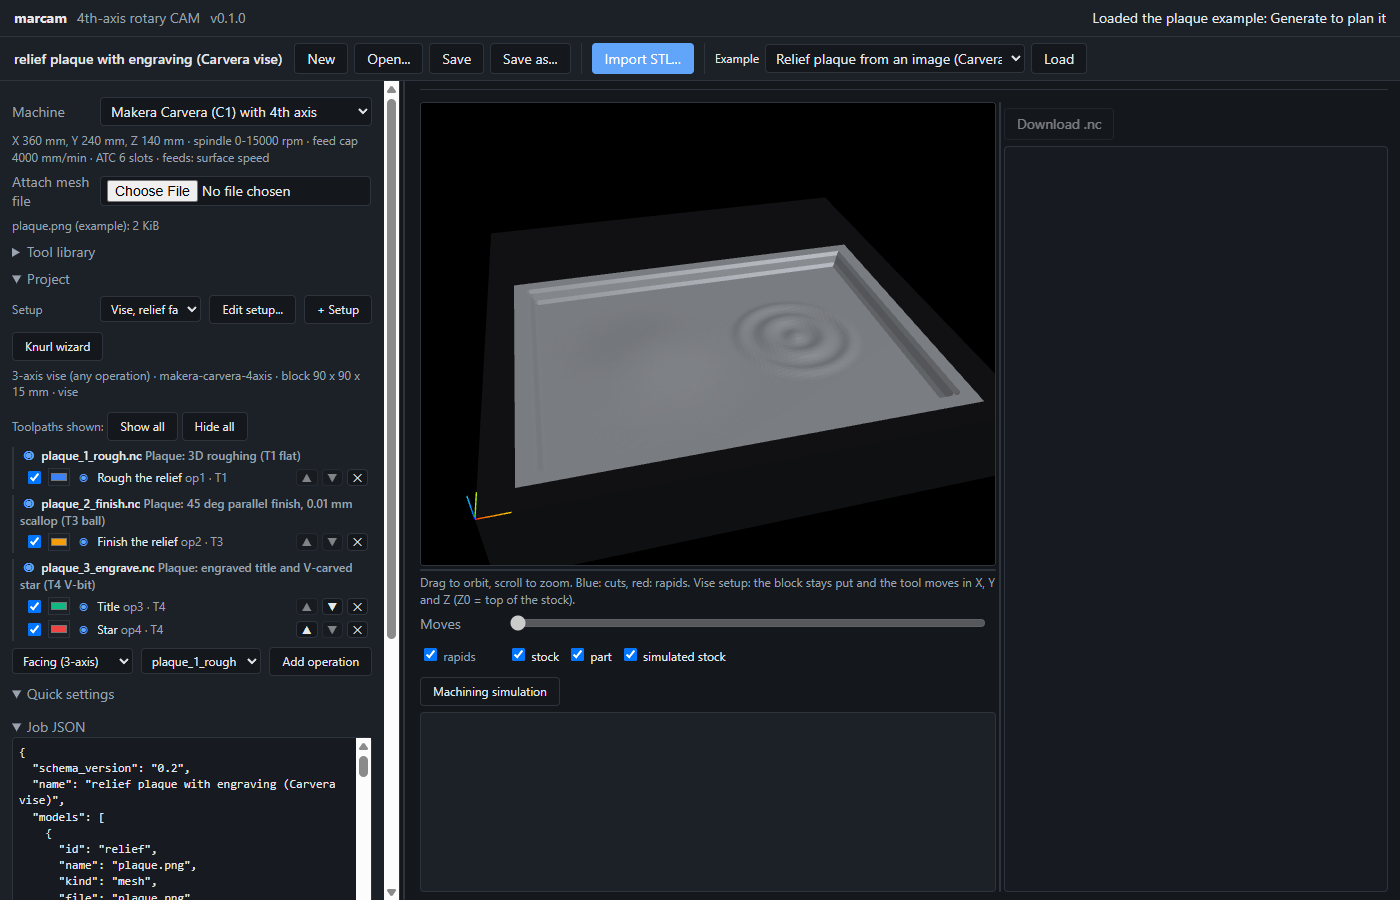 marcam 4th-axis rotary CAM v0.1.0
Loaded the plaque example: Generate to plan it
relief plaque with engraving (Carvera vise)
New
Open...
Save
Save as...
Import STL...
Example
Relief plaque from an image (Carvera
Load
Machine
Makera Carvera (C1) with 4th axis
X 360 mm, Y 240 mm, Z 140 mm · spindle 0-15000 rpm · feed cap
4000 mm/min · ATC 6 slots · feeds: surface speed
Attach mesh
file
Choose File No file chosen
plaque.png (example): 2 KiB
Tool library
Project
Setup
Vise, relief fa
Edit setup...
+ Setup
Knurl wizard
3-axis vise (any operation) · makera-carvera-4axis · block 90 x 90 x
15 mm · vise
Toolpaths shown:
Show all
Hide all
plaque_1_rough.nc Plaque: 3D roughing (T1 flat)
Rough the relief op1 · T1
plaque_2_finish.nc Plaque: 45 deg parallel finish, 0.01 mm
scallop (T3 ball)
Finish the relief op2 · T3
plaque_3_engrave.nc Plaque: engraved title and V-carved
star (T4 V-bit)
Title op3 · T4
Star op4 · T4
Facing (3-axis)
plaque_1_rough
Add operation
Quick settings
Job JSON
{
"schema_version": "0.2",
"name": "relief plaque with engraving (Carvera
vise)",
"models": [
{
"id": "relief",
"name": "plaque.png",
"kind": "mesh",
"file": "plaque.png"
Drag to orbit, scroll to zoom. Blue: cuts, red: rapids. Vise setup: the block stays put and the tool moves in X, Y
and Z (Z0 = top of the stock).
Moves
rapids
stock
part
simulated stock
Machining simulation
Download .nc